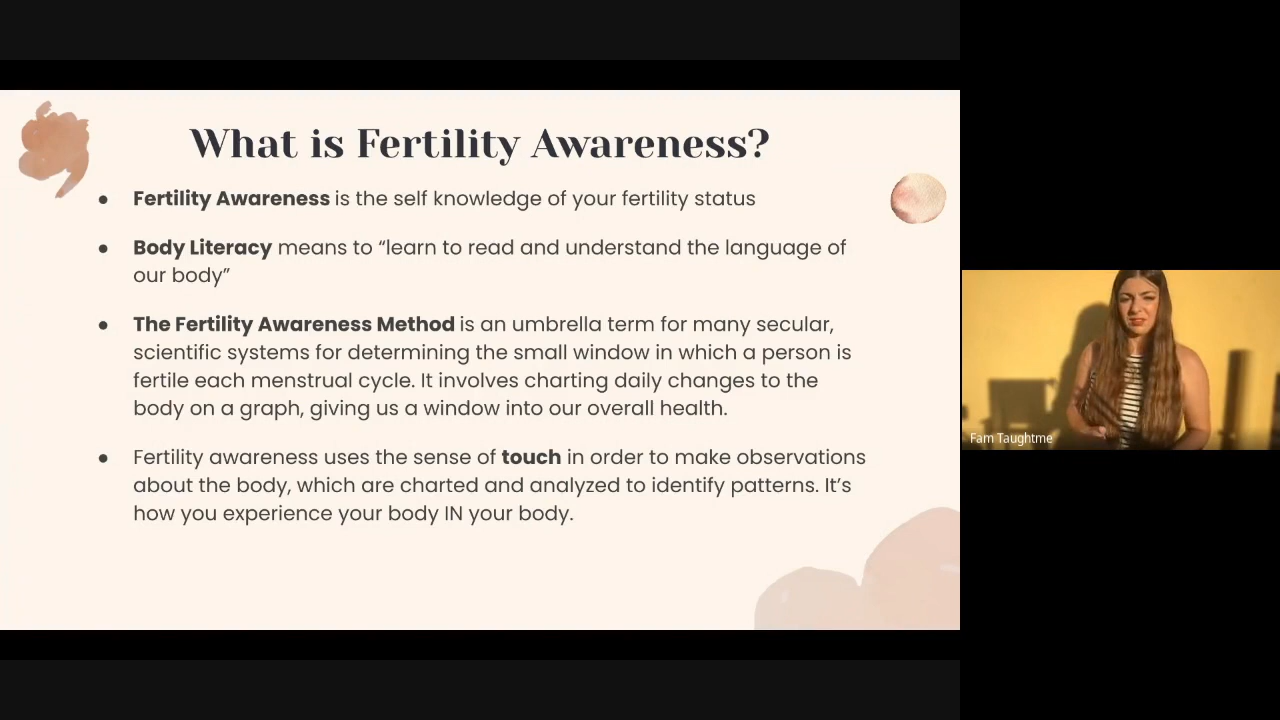 What is Fertility Awareness?
● Fertility Awareness is the self knowledge of your fertility status
● Body Literacy means to “learn to read and understand the language of
our body”
● The Fertility Awareness Method is an umbrella term for many secular,
scientific systems for determining the small window in which a person is
fertile each menstrual cycle. It involves charting daily changes to the
body on a graph, giving us a window into our overall health.
● Fertility awareness uses the sense of touch in order to make observations
about the body, which are charted and analyzed to identify patterns. It’s
how you experience your body IN your body.
Fam Taughtme